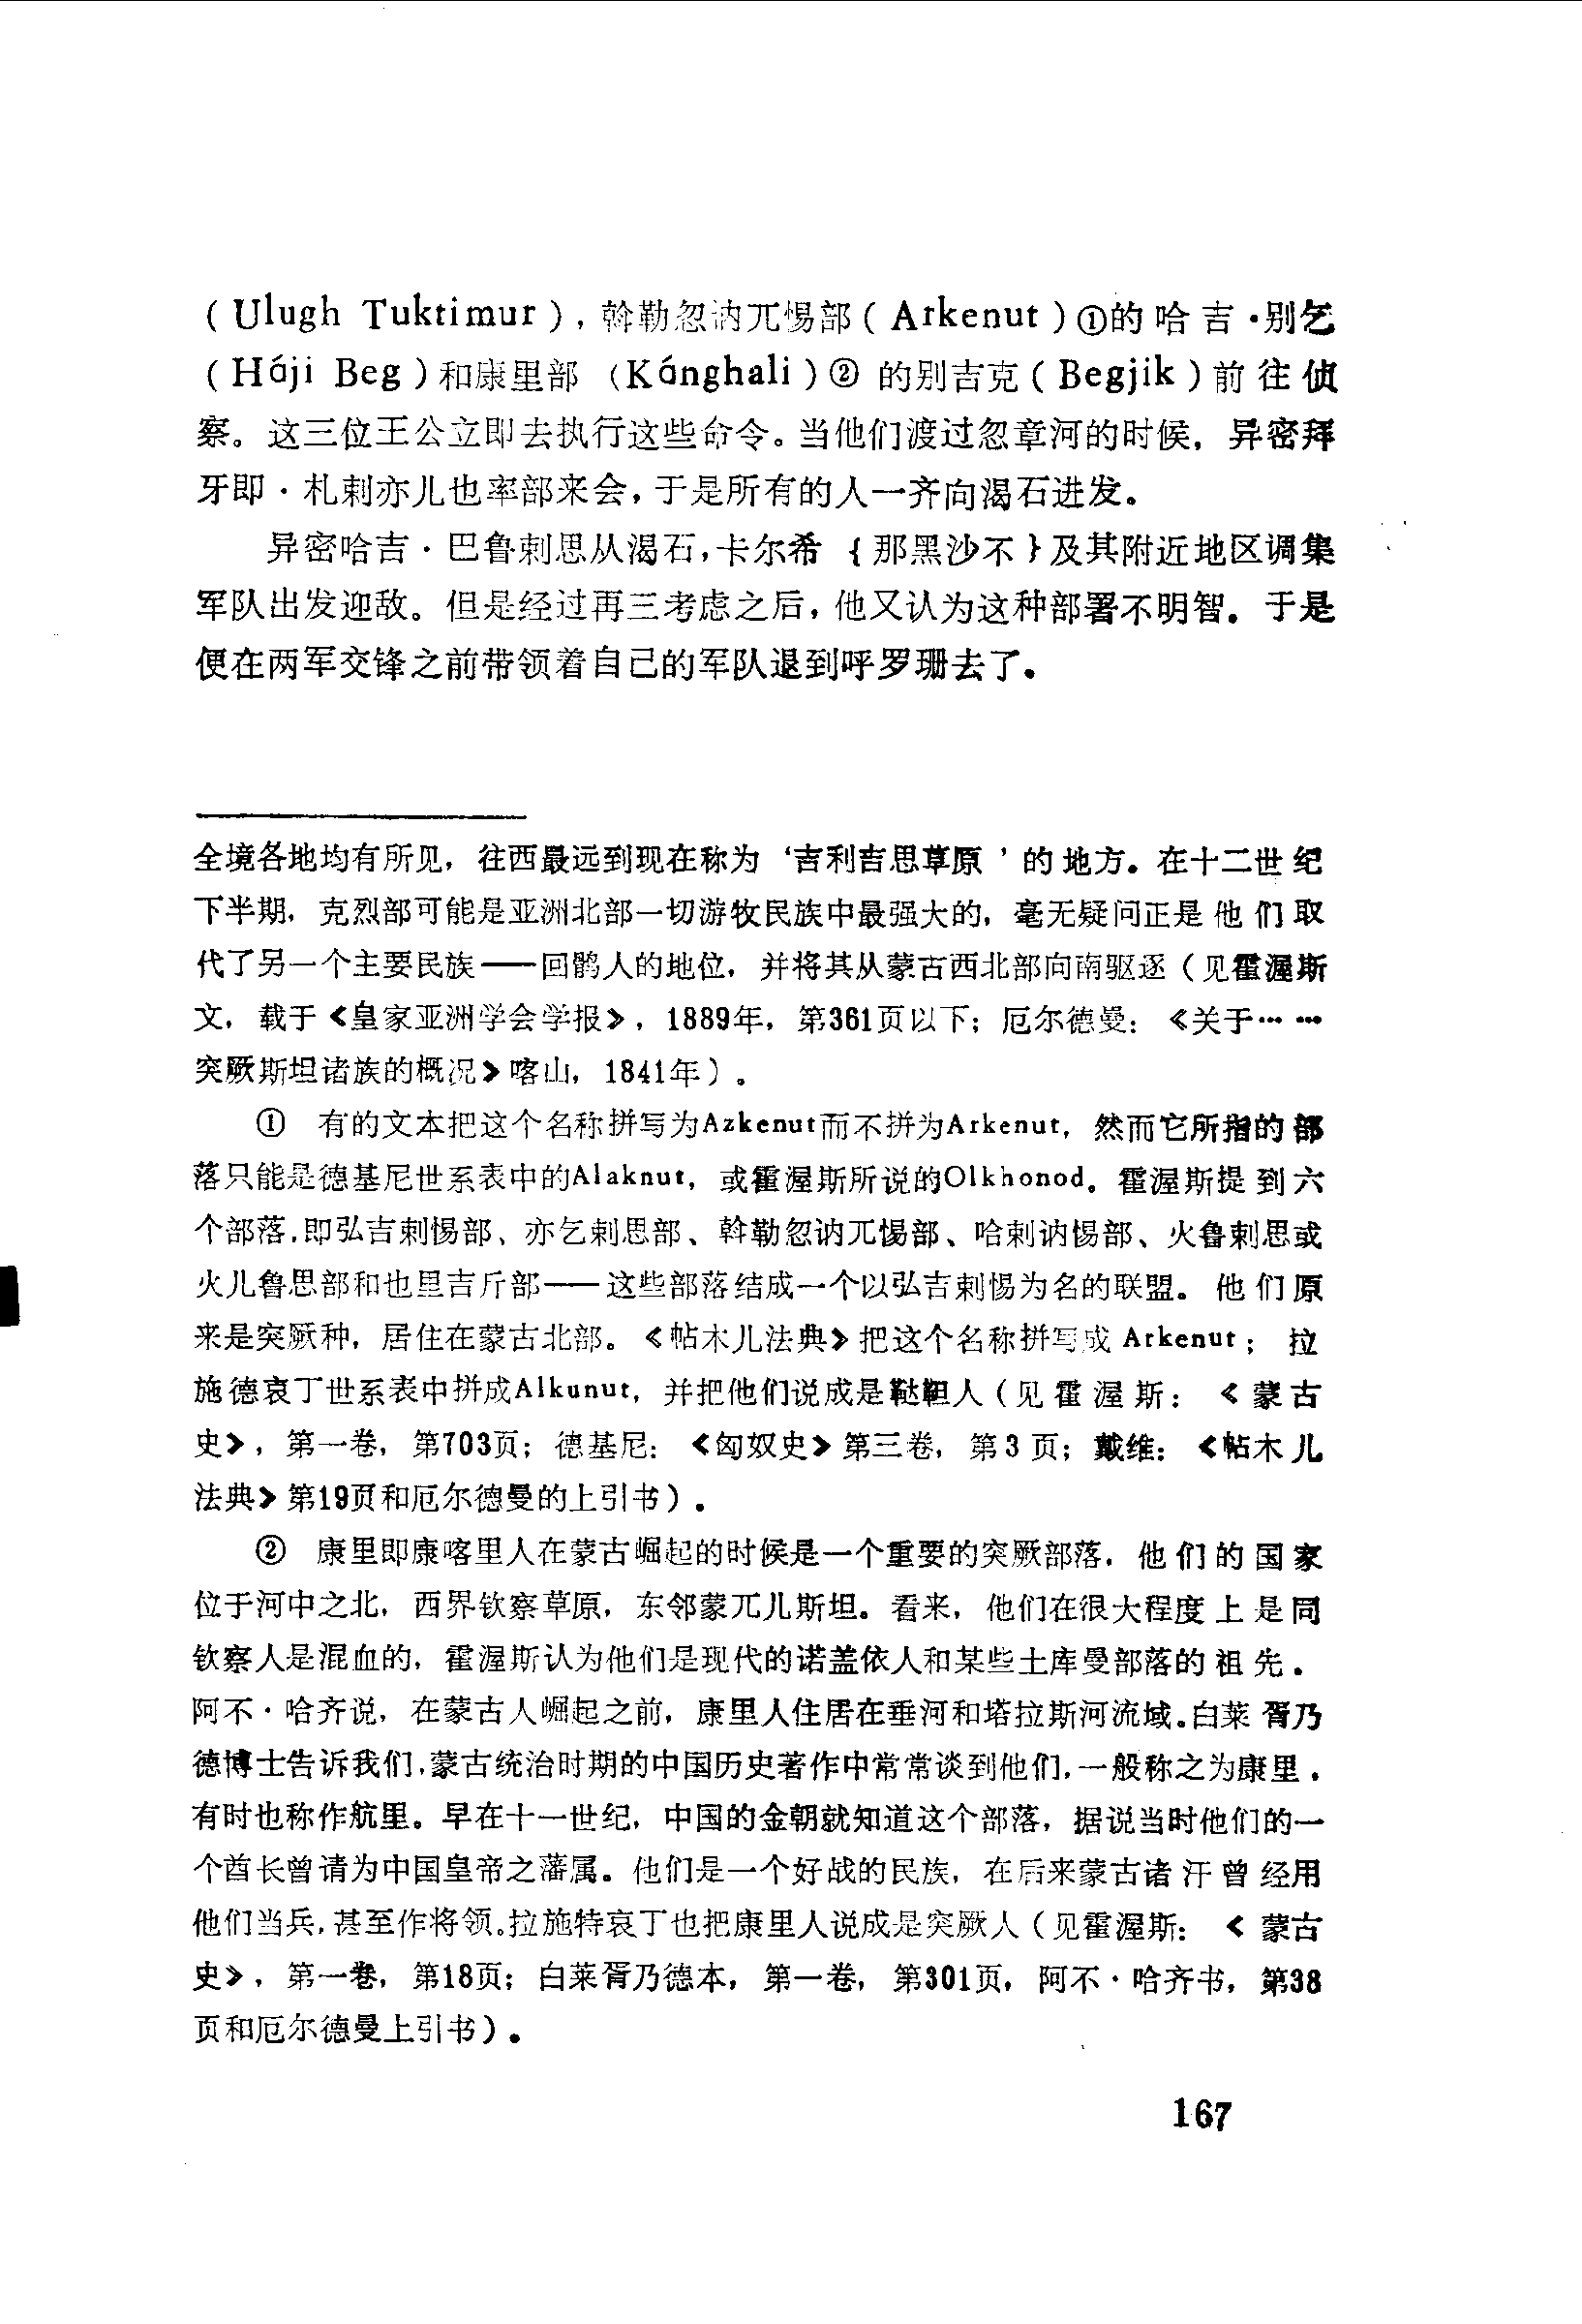 （Ulugh Tuktimur），斡勒忽讷兀惕部（Arkenut）①的哈吉·别乞
（Háji Beg）和康里部（Kánghali）②的别吉克（Begjik）前往侦
察。这三位王公立即去执行这些命令。当他们渡过忽章河的时候，异密拜
牙即·札剌亦儿也率部来会，于是所有的人一齐向渴石进发。
异密哈吉·巴鲁剌思从渴石，卡尔希｛那黑沙不｝及其附近地区调集
军队出发迎敌。但是经过再三考虑之后，他又认为这种部署不明智。于是
便在两军交锋之前带领着自己的军队退到呼罗珊去了。
全境各地均有所见，往西最远到现在称为‘吉利吉思草原’的地方。在十二世纪
下半期，克烈部可能是亚洲北部一切游牧民族中最强大的，毫无疑问正是他们取
代了另一个主要民族——回鹘人的地位，并将其从蒙古西北部向南驱逐（见霍渥斯
文，载于《皇家亚洲学会学报》，1889年，第361页以下；厄尔德曼：《关于……
突厥斯坦诸族的概况》喀山，1841年）。
① 有的文本把这个名称拼写为Azkenut而不拼为Arkenut，然而它所指的部
落只能是德基尼世系表中的Alaknut，或霍渥斯所说的Olkhonod。霍渥斯提到六
个部落，即弘吉剌惕部、亦乞剌思部、斡勒忽讷兀惕部、哈剌讷惕部、火鲁剌思或
火儿鲁思部和也里吉斤部——这些部落结成一个以弘吉剌惕为名的联盟。他们原
来是突厥种，居住在蒙古北部。《帖木儿法典》把这个名称拼写成 Arkenut；拉
施德哀丁世系表中拼成Alkunut，并把他们说成是鞑靼人（见霍渥斯：《蒙古
史》，第一卷，第703页；德基尼：《匈奴史》第三卷，第3页；戴维：《帖木儿
法典》第19页和厄尔德曼的上引书）。
② 康里即康喀里人在蒙古崛起的时候是一个重要的突厥部落，他们的国家
位于河中之北，西界钦察草原，东邻蒙兀儿斯坦。看来，他们在很大程度上是同
钦察人是混血的，霍渥斯认为他们是现代的诺盖依人和某些土库曼部落的祖先。
阿不·哈齐说，在蒙古人崛起之前，康里人住居在垂河和塔拉斯河流域。白莱胥乃
德博士告诉我们，蒙古统治时期的中国历史著作中常常谈到他们，一般称之为康里，
有时也称作航里。早在十一世纪，中国的金朝就知道这个部落，据说当时他们的一
个酋长曾请为中国皇帝之藩属。他们是一个好战的民族，在后来蒙古诸汗曾经用
他们当兵，甚至作将领。拉施特哀丁也把康里人说成是突厥人（见霍渥斯：《蒙古
史》，第一卷，第18页；白莱胥乃德本，第一卷，第301页，阿不·哈齐书，第38
页和厄尔德曼上引书）。
167